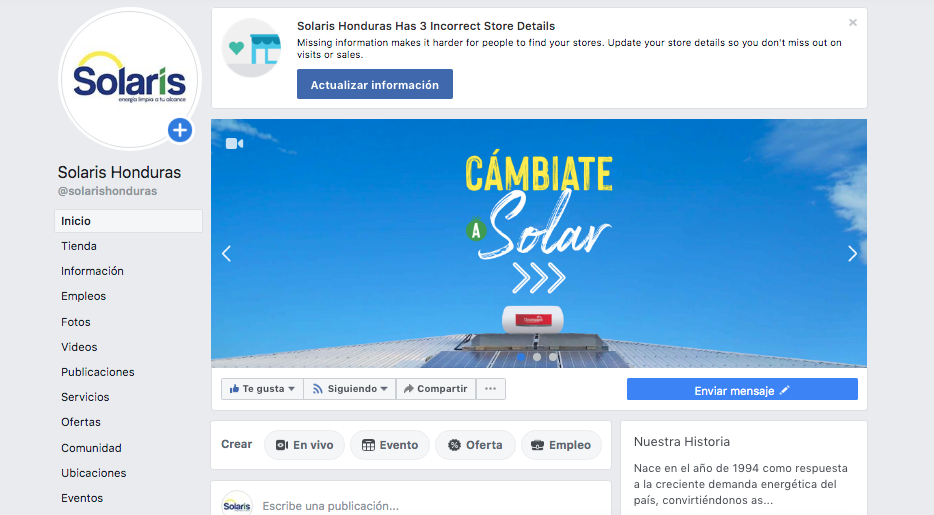 Solaris
energía limpia a tu alcance
Solaris Honduras
@solarishonduras
Inicio
Tienda
Información
Empleos
Fotos
Videos
Publicaciones
Servicios
Ofertas
Comunidad
Ubicaciones
Eventos
Solaris Honduras Has 3 Incorrect Store Details
Missing information makes it harder for people to find your stores. Update your store details so you don't miss out on
visits or sales.
Actualizar información
CÁMBIATE
A Solar
Te gusta
Siguiendo
Compartir
Enviar mensaje
Crear
En vivo
Evento
Oferta
Empleo
Solaris
Escribe una publicación...
Nuestra Historia
Nace en el año de 1994 como respuesta
a la creciente demanda energética del
país, convirtiéndonos as...